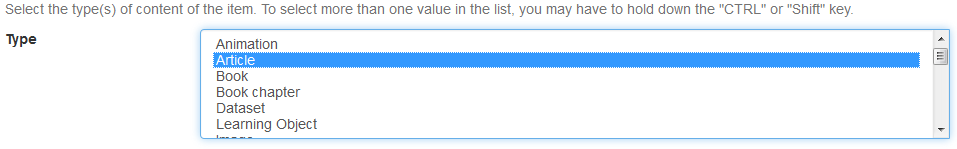 Select the type(s) of content of the item. To select more than one value in the list, you may have to hold down the "CTRL" or "Shift" key.
Type
Animation
Article
Book
Book chapter
Dataset
Learning Object
Image